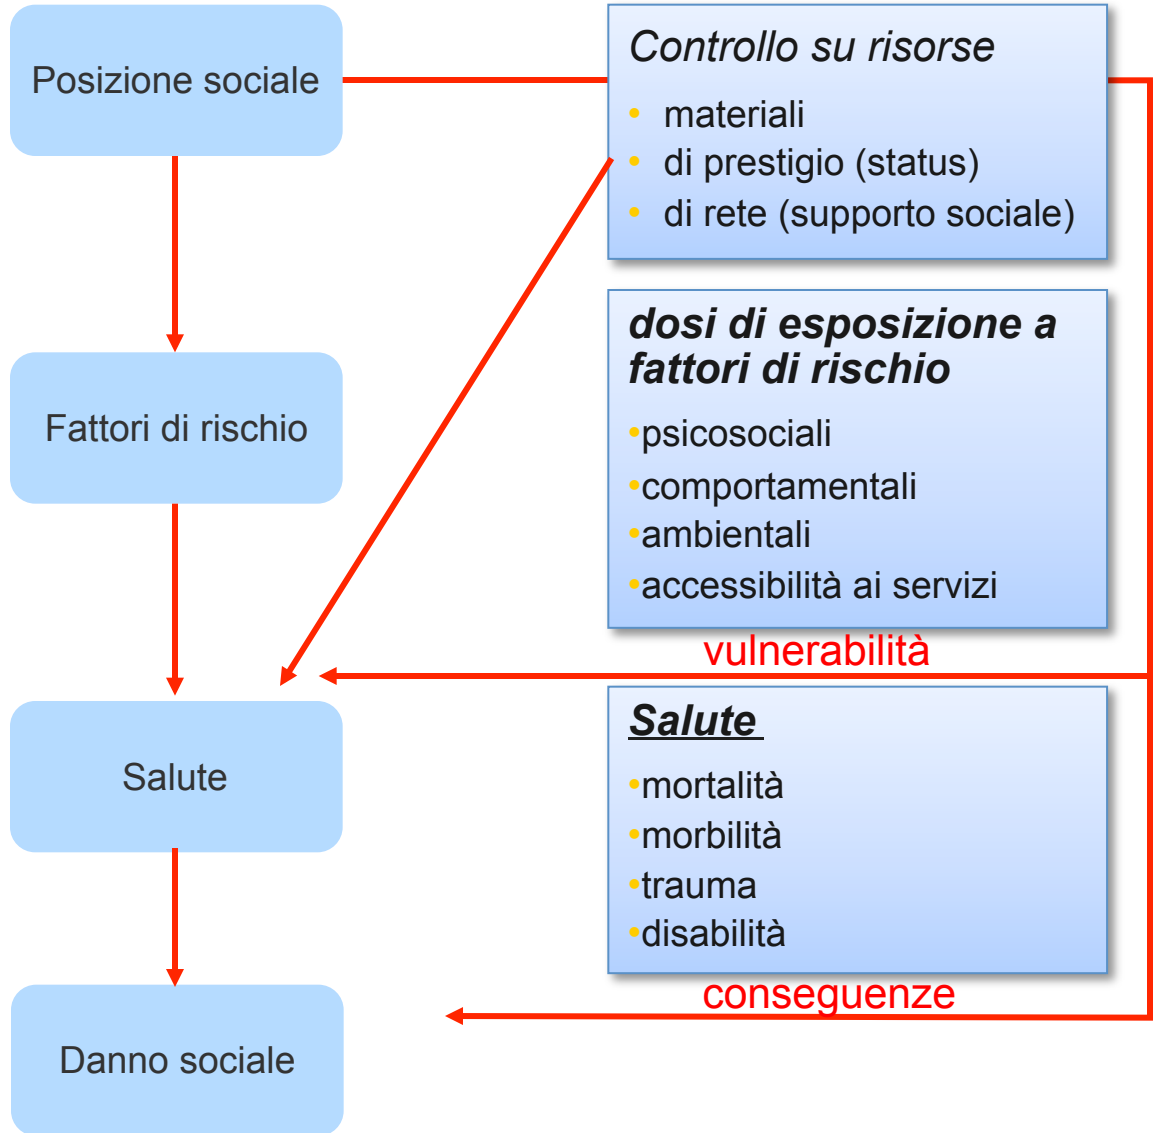 Posizione sociale
Controllo su risorse
• materiali
• di prestigio (status)
• di rete (supporto sociale)
Fattori di rischio
dosi di esposizione a
fattori di rischio
•psicosociali
•comportamentali
•ambientali
•accessibilità ai servizi
vulnerabilità
Salute
Salute
•mortalità
•morbilità
•trauma
•disabilità
conseguenze
Danno sociale